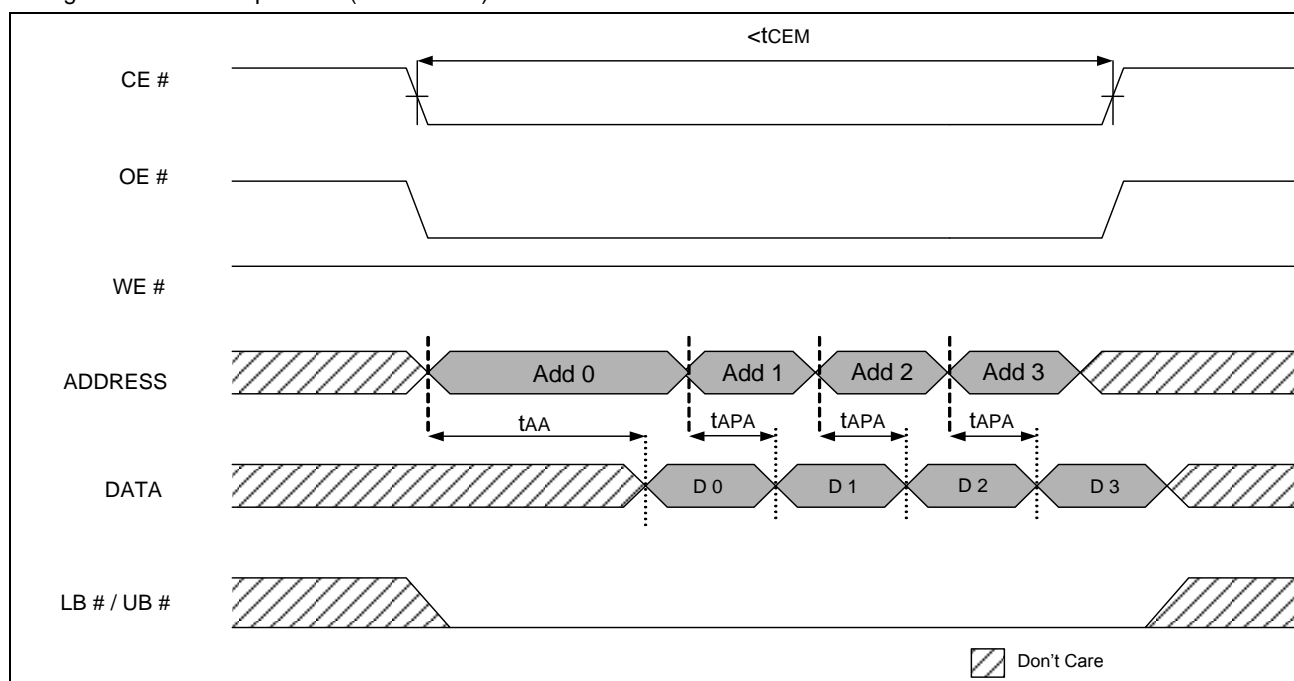 <tCEM
CE #
OE #
WE #
ADDRESS
Add 0 Add 1 Add 2 Add 3
tAA tAPA tAPA tAPA
DATA
D 0 D 1 D 2 D 3
LB # / UB #
Don't Care